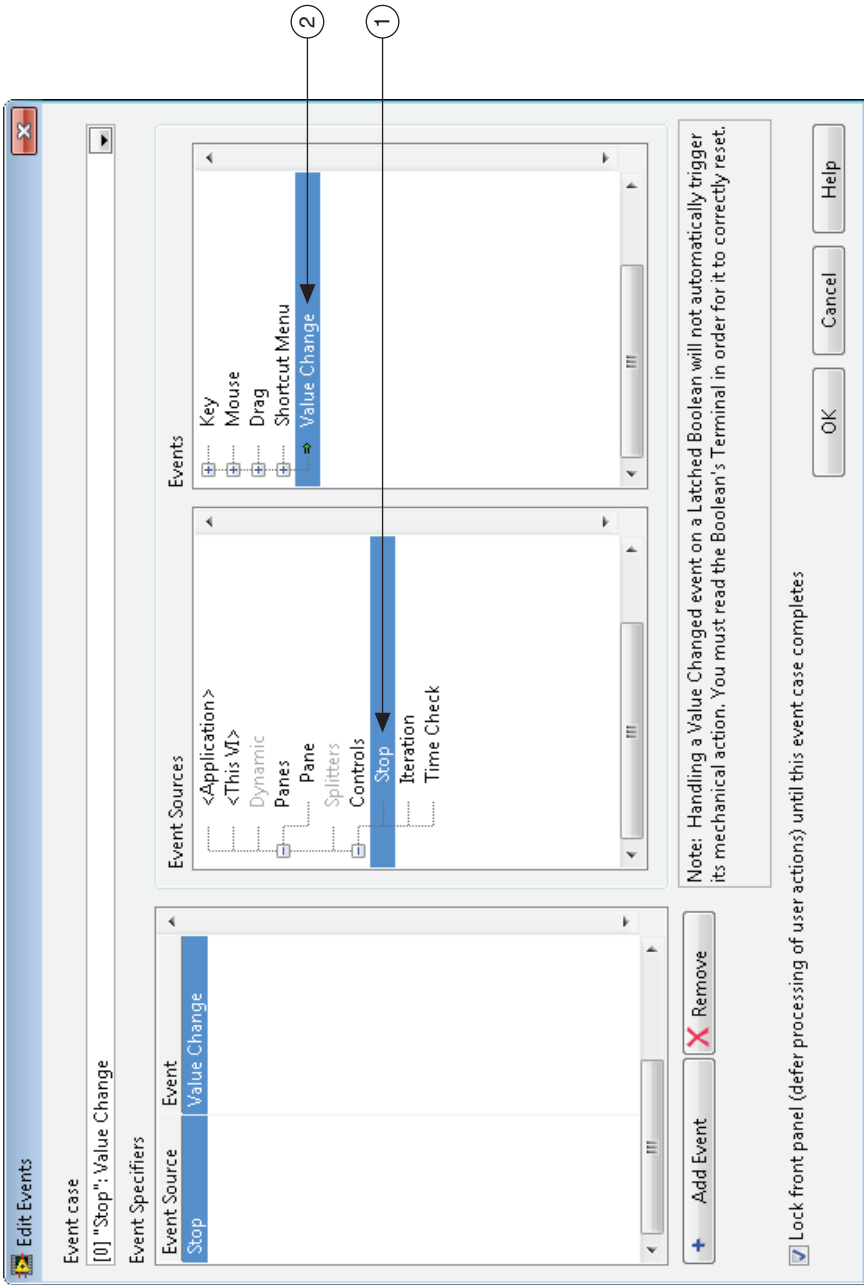 Edit Events
Event case
[0] "Stop": Value Change
Event Specifiers
Event Source Event
Stop Value Change
+ Add Event X Remove
Event Sources
<Application>
<This VI>
Dynamic
Panes
Pane
Splitters
Controls
Stop
Iteration
Time Check
Events
Key
Mouse
Drag
Shortcut Menu
Value Change
Note: Handling a Value Changed event on a Latched Boolean will not automatically trigger
its mechanical action. You must read the Boolean's Terminal in order for it to correctly reset.
Lock front panel (defer processing of user actions) until this event case completes
OK Cancel Help
1
2